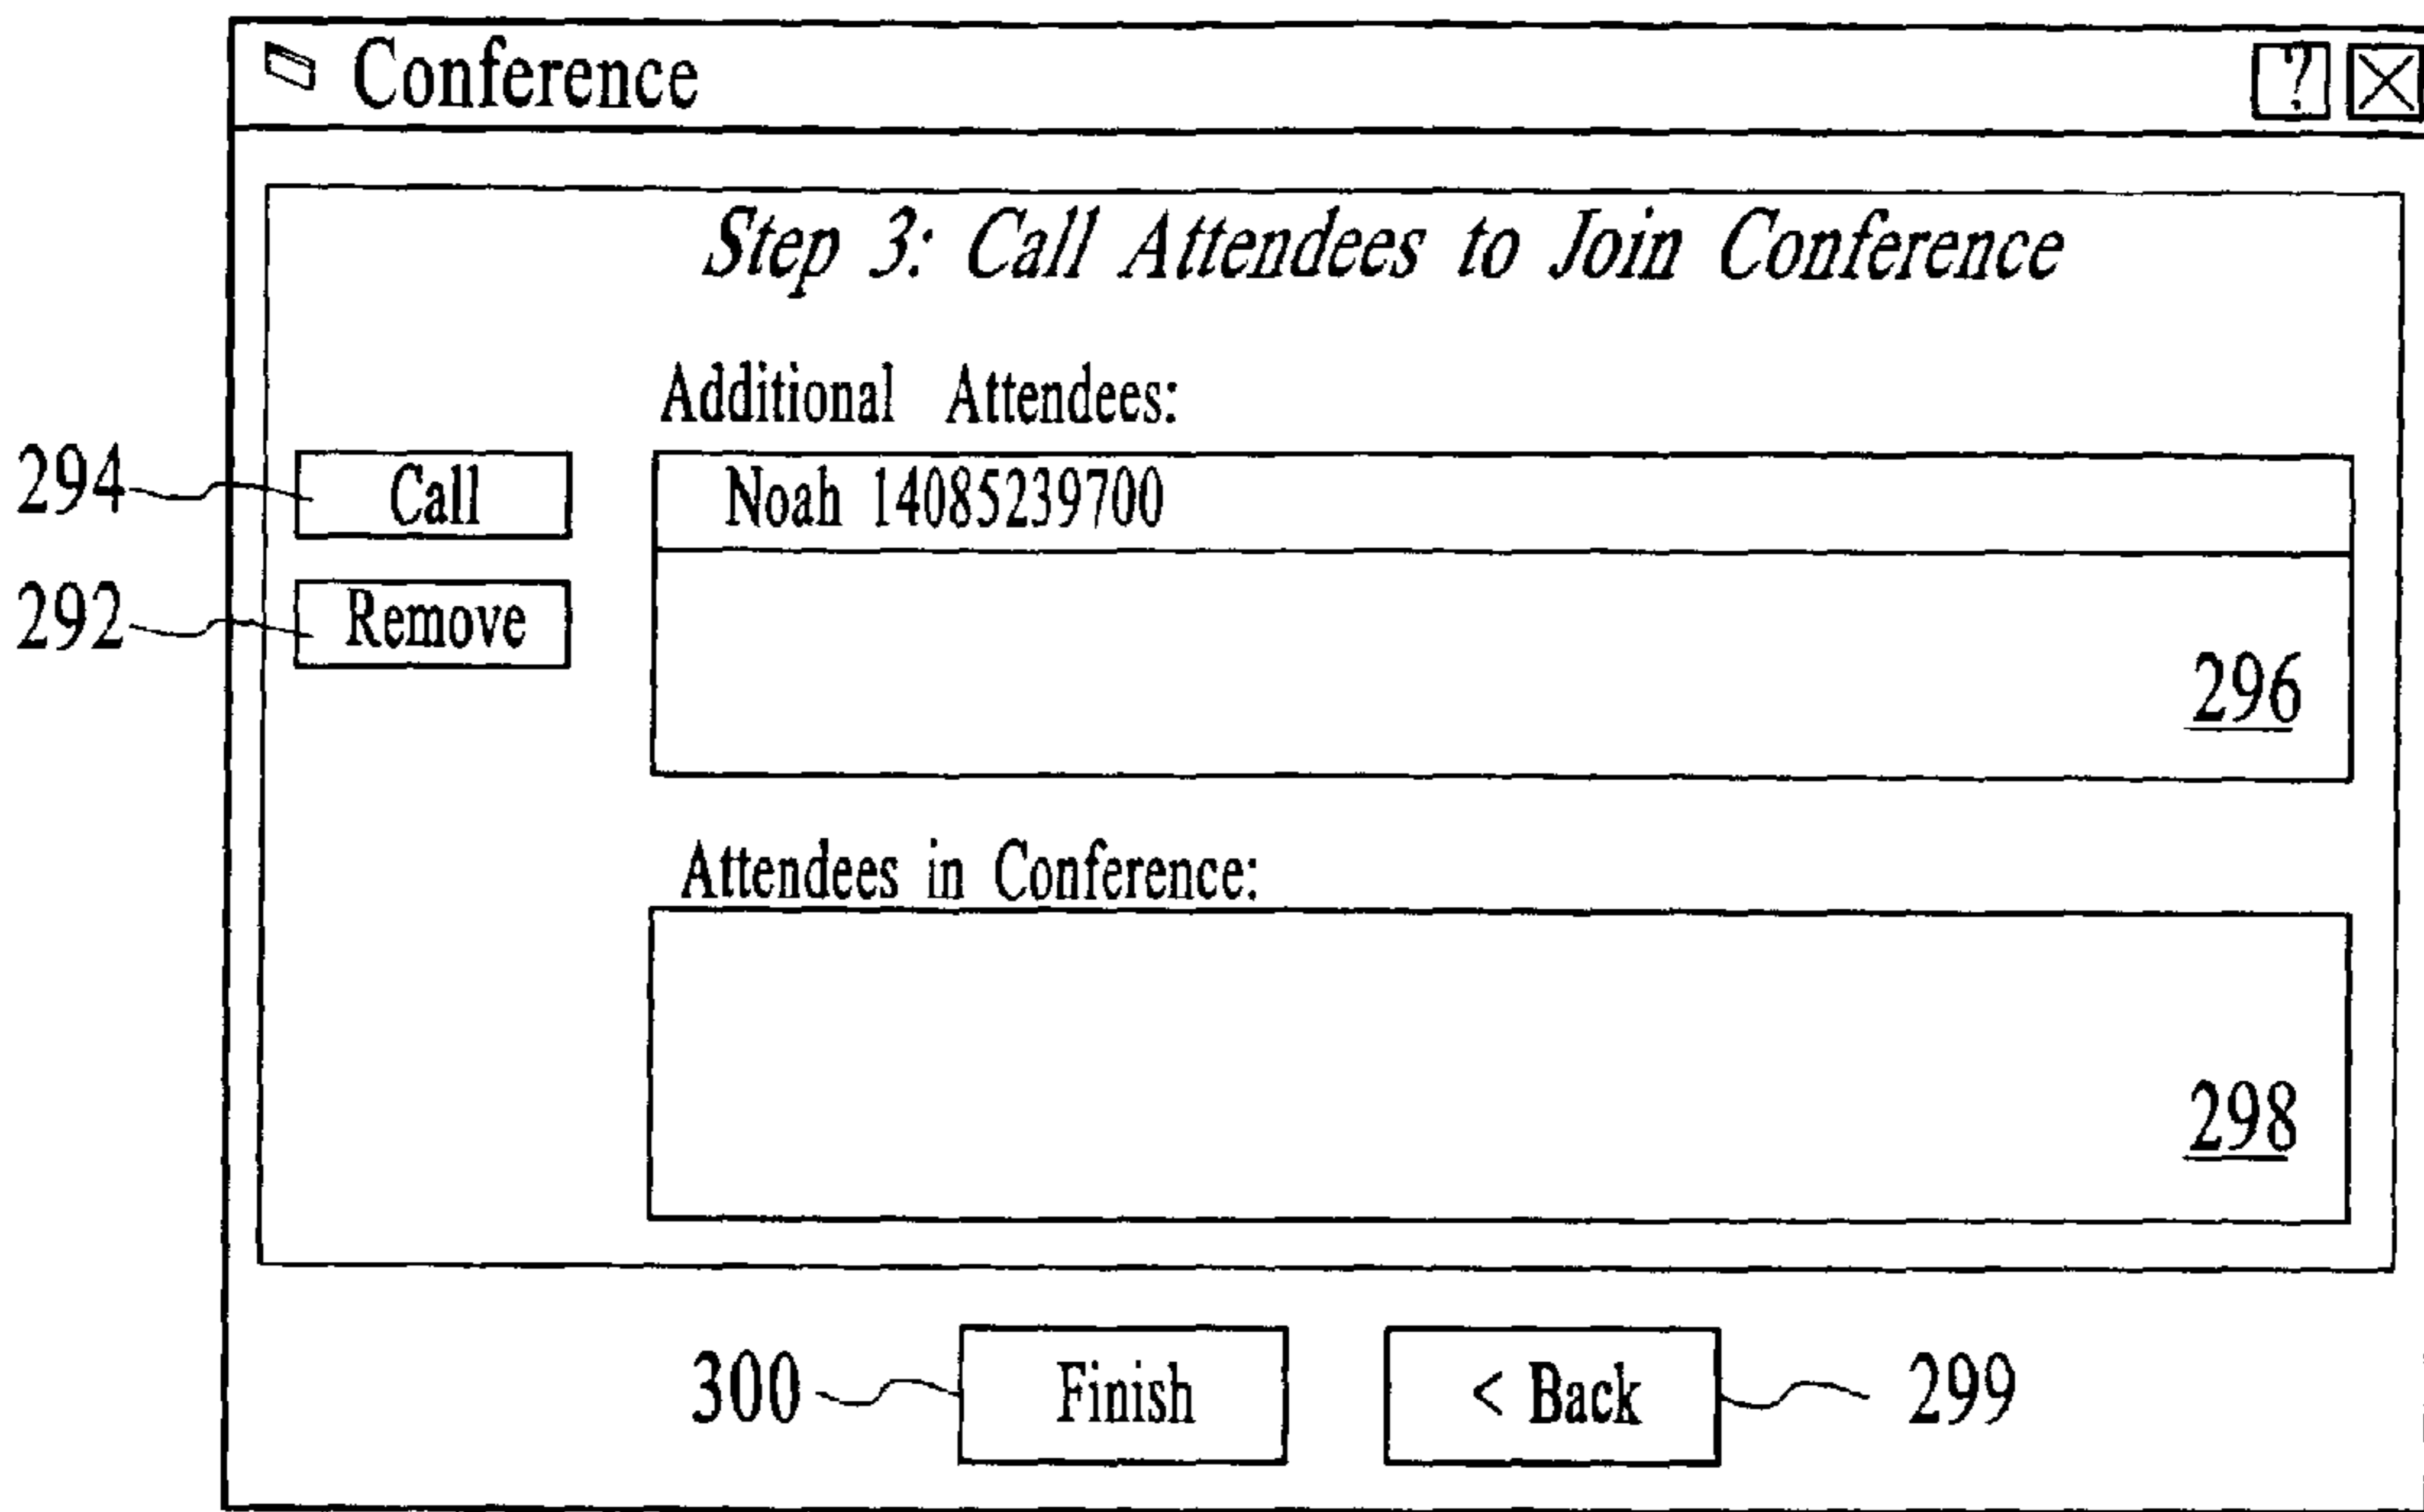 Conference ?
Step 3: Call Attendees to Join Conference
Additional Attendees:
294 Call Noah 14085239700
292 Remove
296
Attendees in Conference:
298
300 Finish < Back 299